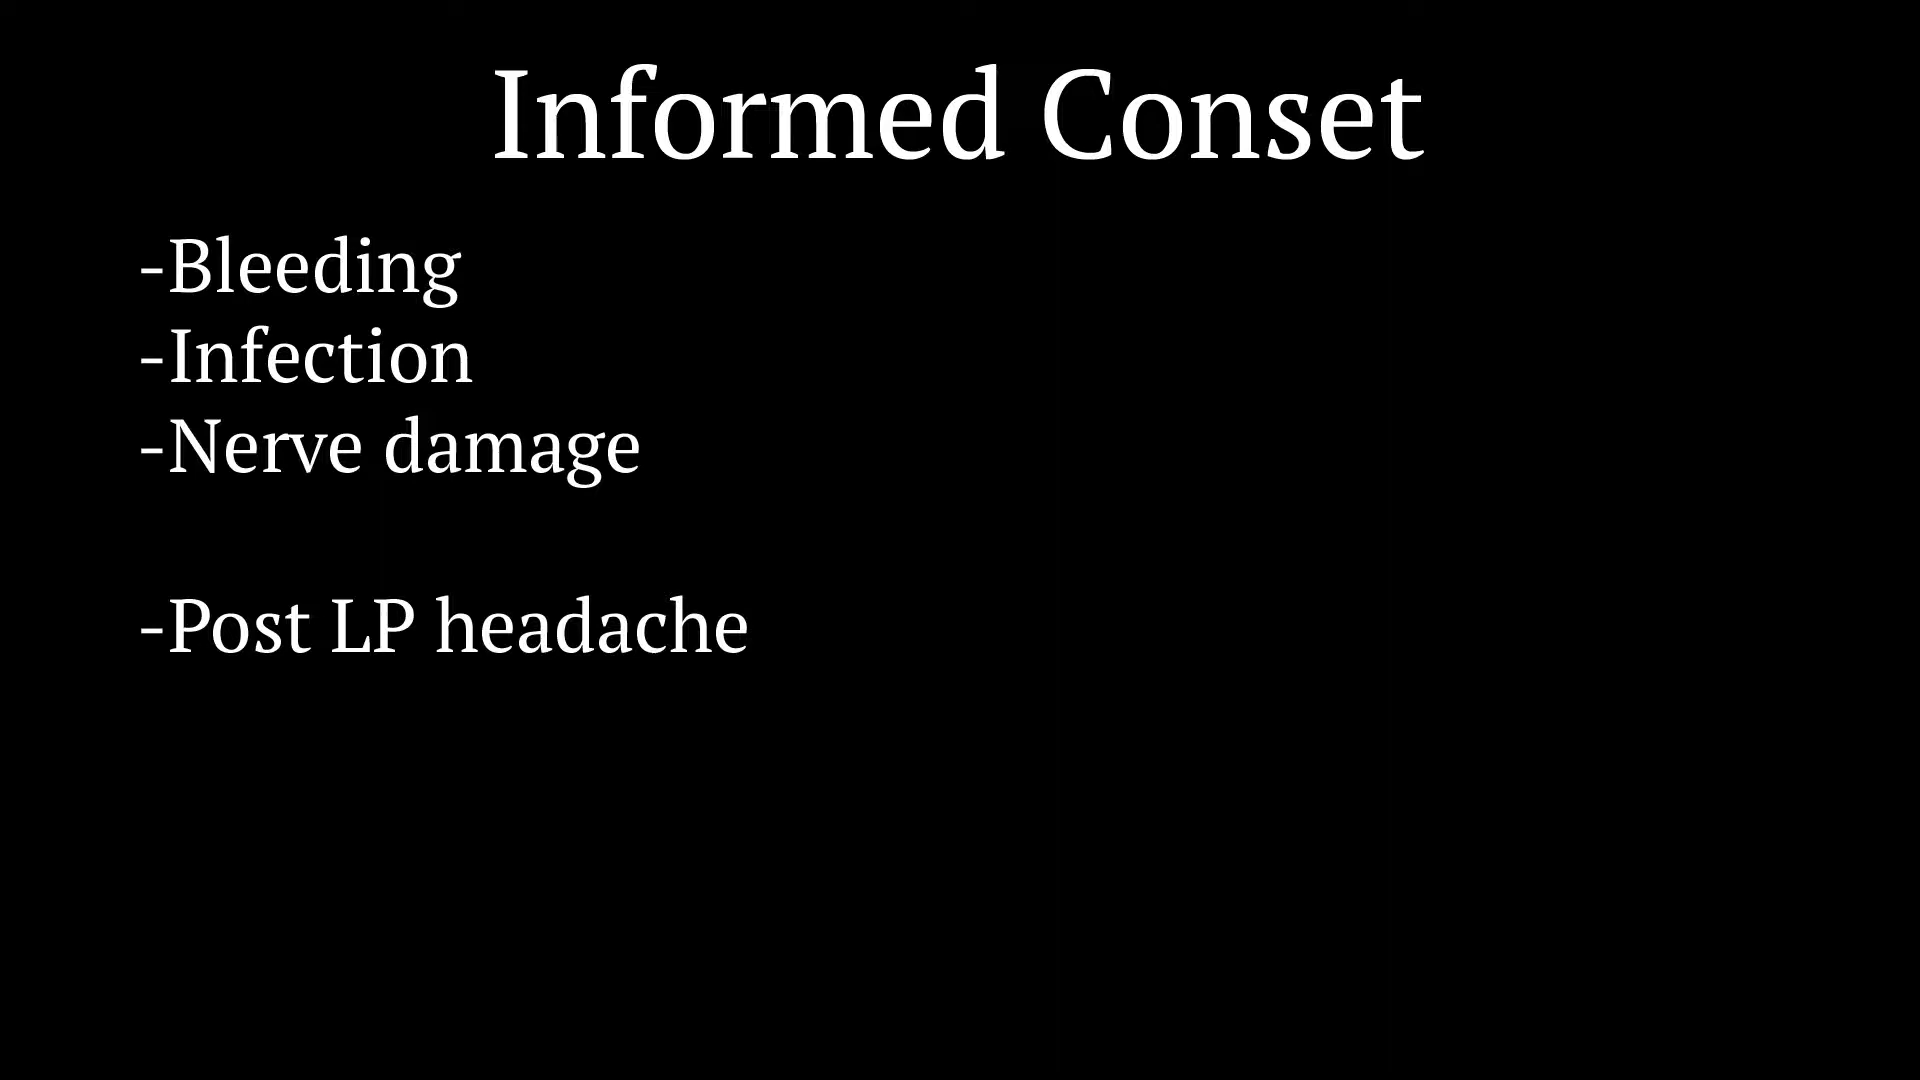 Informed Conset
-Bleeding
-Infection
-Nerve damage
-Post LP headache